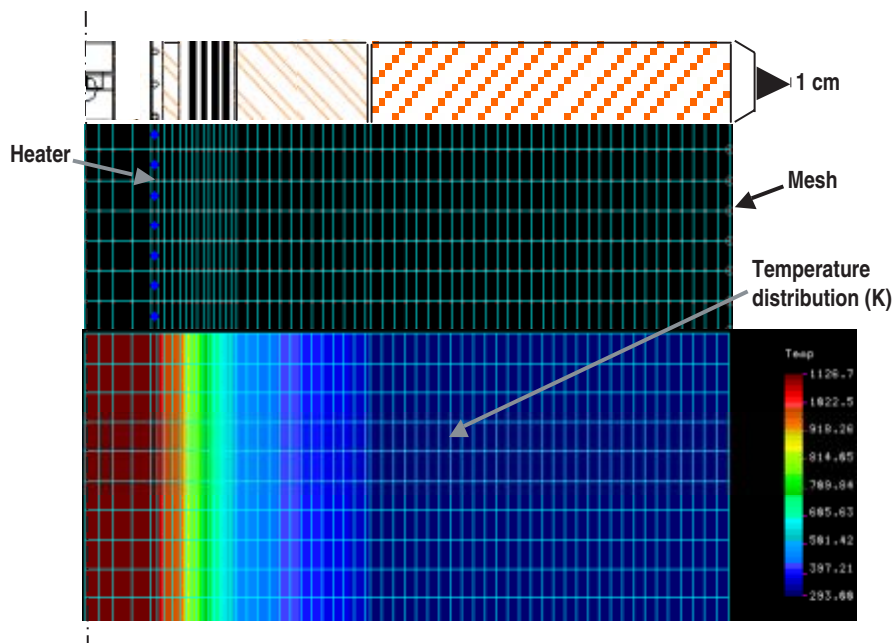 1 cm
Heater
Mesh
Temperature
distribution (K)
Temp
1126.7
1022.5
918.26
814.05
709.84
605.63
501.42
397.21
293.00